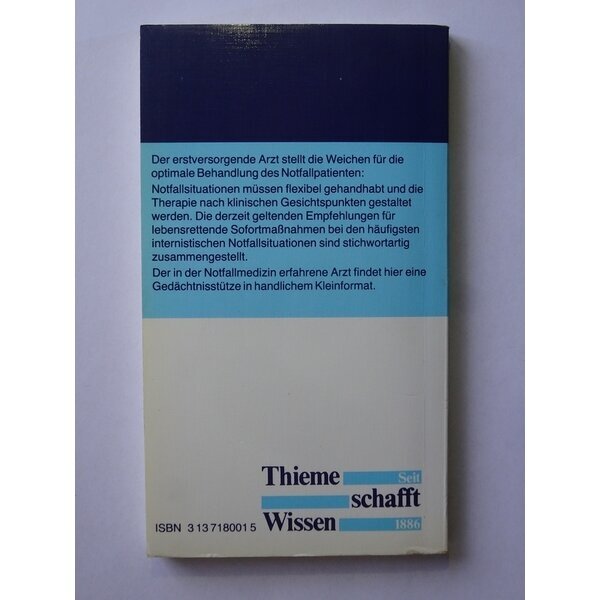 Der erstversorgende Arzt stellt die Weichen für die
optimale Behandlung des Notfallpatienten:
Notfallsituationen müssen flexibel gehandhabt und die
Therapie nach klinischen Gesichtspunkten gestaltet
werden. Die derzeit geltenden Empfehlungen für
lebensrettende Sofortmaßnahmen bei den häufigsten
internistischen Notfallsituationen sind stichwortartig
zusammengestellt.
Der in der Notfallmedizin erfahrene Arzt findet hier eine
Gedächtnisstütze in handlichem Kleinformat.
Thieme Seit
schafft
Wissen 1886
ISBN 3 13 718001 5